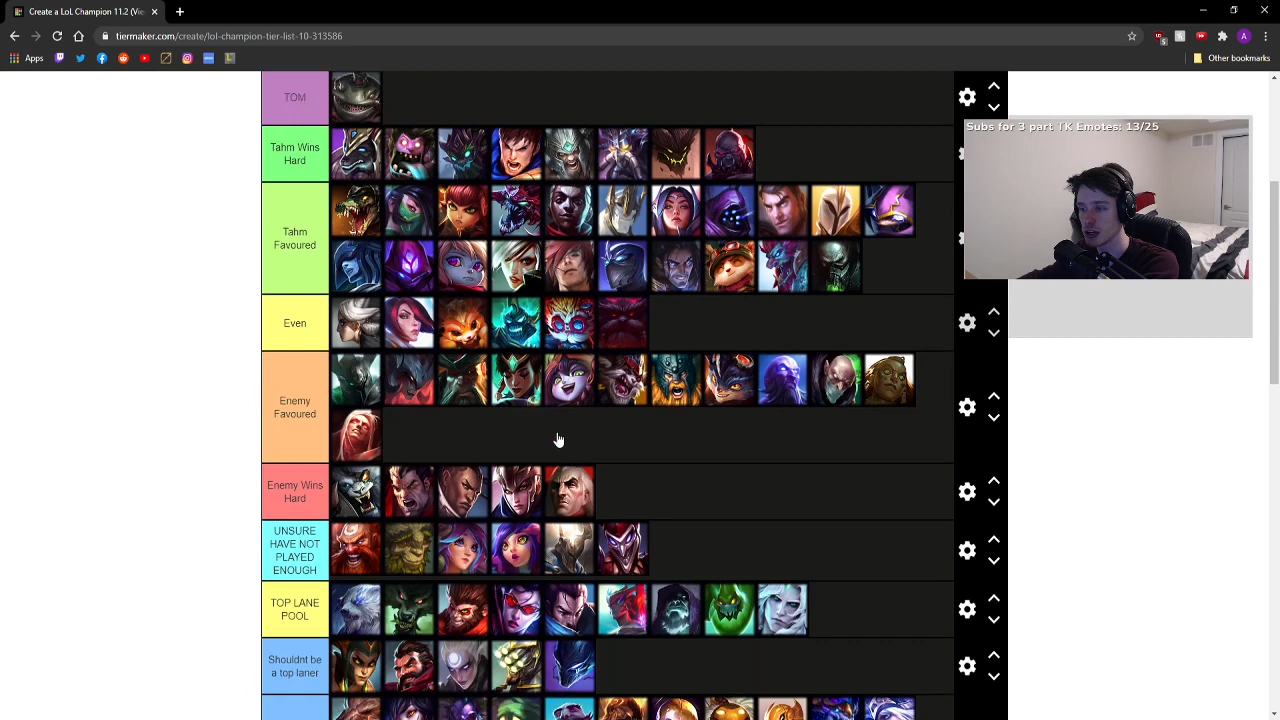 Create a LoL Champion 11.2 (Vie
tiermaker.com/create/lol-champion-tier-list-10-313586
Apps
Other bookmarks
TOM
Subs for 3 part TK Emotes: 13/25
Tahm Wins
Hard
Tahm
Favoured
Even
Enemy
Favoured
Enemy Wins
Hard
UNSURE
HAVE NOT
PLAYED
ENOUGH
TOP LANE
POOL
Shouldnt be
a top laner